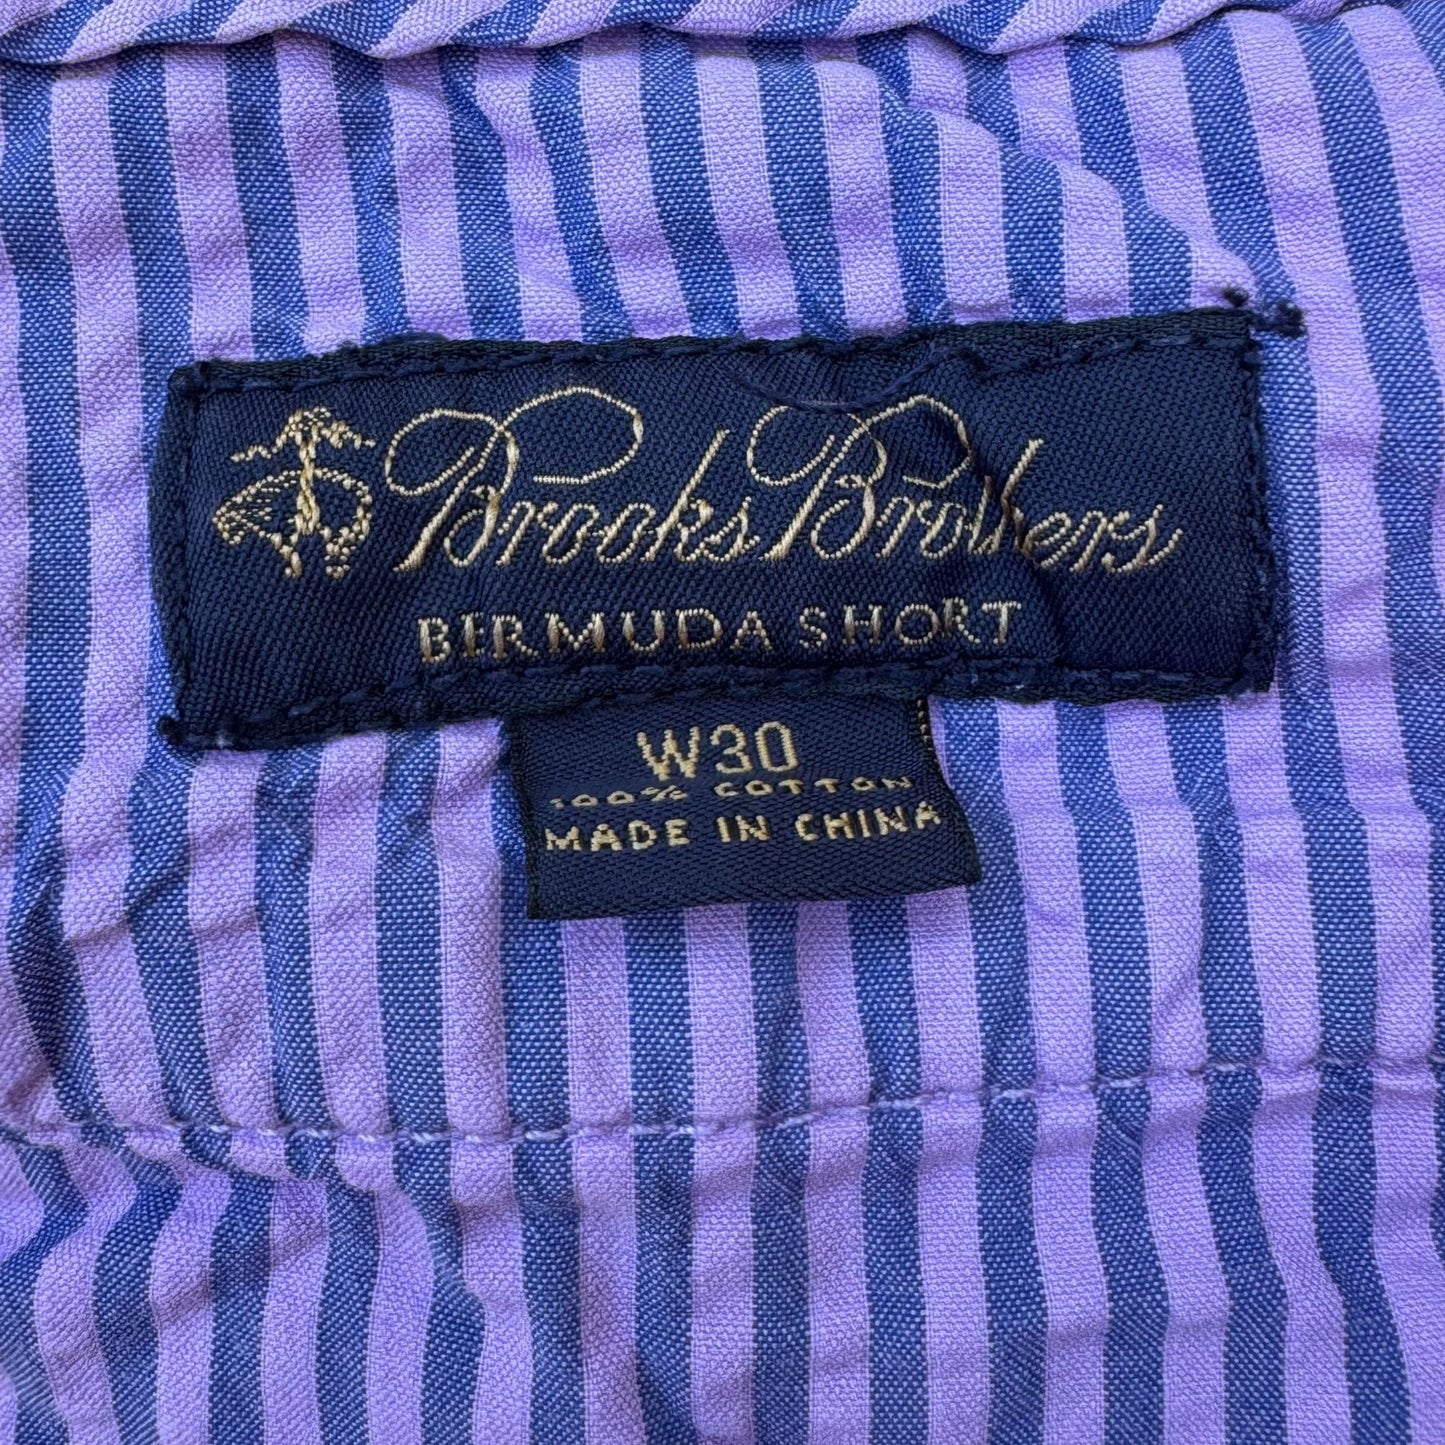 Brooks Brothers
BERMUDA SHORT
W30
100% COTTON
MADE IN CHINA